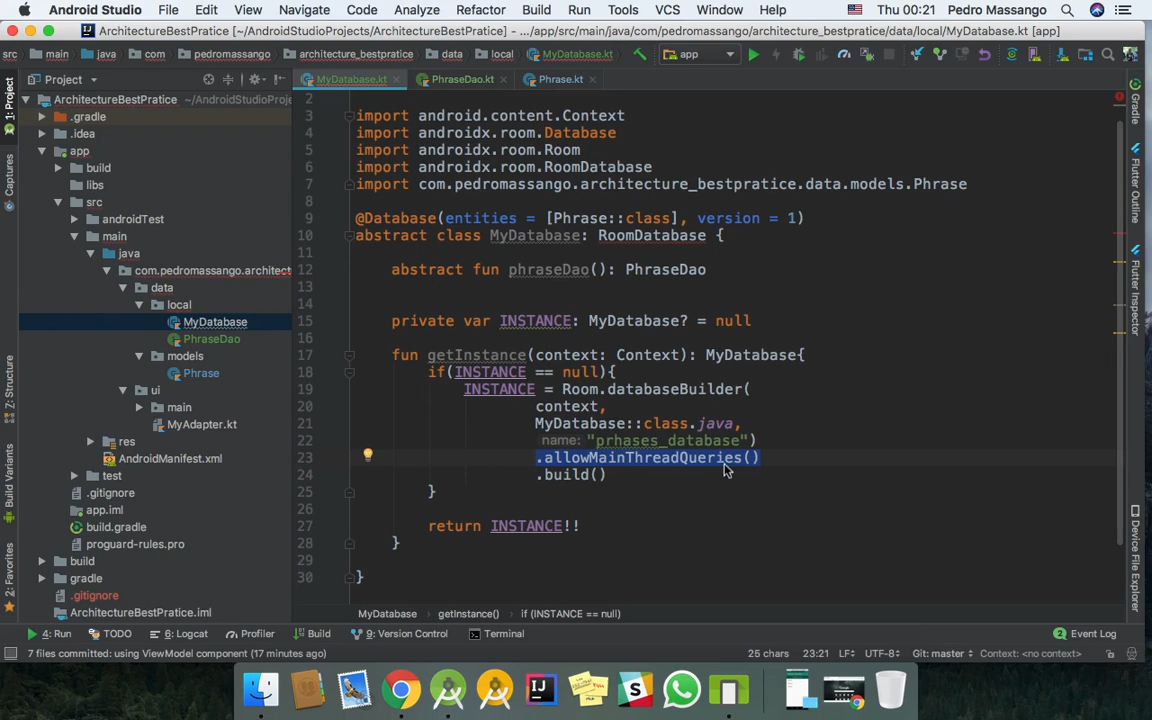 Android Studio File Edit View Navigate Code Analyze Refactor Build Run Tools VCS Window Help Thu 00:21 Pedro Massango
ArchitectureBestPratice [~/AndroidStudioProjects/ArchitectureBestPratice] - .../app/src/main/java/com/pedromassango/architecture_bestpratice/data/local/MyDatabase.kt [app]
src main java com pedromassango architecture_bestpratice data local MyDatabase.kt app
Project MyDatabase.kt PhraseDao.kt Phrase.kt
ArchitectureBestPratice ~/AndroidStudioP
.gradle
.idea
app
build
libs
src
androidTest
main
java
com.pedromassango.architect
data
local
MyDatabase
PhraseDao
models
Phrase
ui
main
MyAdapter.kt
res
AndroidManifest.xml
test
.gitignore
app.iml
build.gradle
proguard-rules.pro
build
gradle
.gitignore
ArchitectureBestPratice.iml
1: Project
Captures
7: Structure
Build Variants
2: Favorites
2
3 import android.content.Context
4 import androidx.room.Database
5 import androidx.room.Room
6 import androidx.room.RoomDatabase
7 import com.pedromassango.architecture_bestpratice.data.models.Phrase
8
9 @Database(entities = [Phrase::class], version = 1)
10 abstract class MyDatabase: RoomDatabase {
11
12 abstract fun phraseDao(): PhraseDao
13
14
15 private var INSTANCE: MyDatabase? = null
16
17 fun getInstance(context: Context): MyDatabase{
18 if(INSTANCE == null){
19 INSTANCE = Room.databaseBuilder(
20 context,
21 MyDatabase::class.java,
22 name: "prhases_database")
23 .allowMainThreadQueries()
24 .build()
25 }
26
27 return INSTANCE!!
28 }
29
30 }
Gradle
Flutter Outline
Flutter Inspector
Device File Explorer
MyDatabase getInstance() if (INSTANCE == null)
4: Run TODO 6: Logcat Profiler Build 9: Version Control Terminal 2 Event Log
7 files committed: using ViewModel component (17 minutes ago) 25 chars 23:21 LF UTF-8 Git: master Context: <no context>